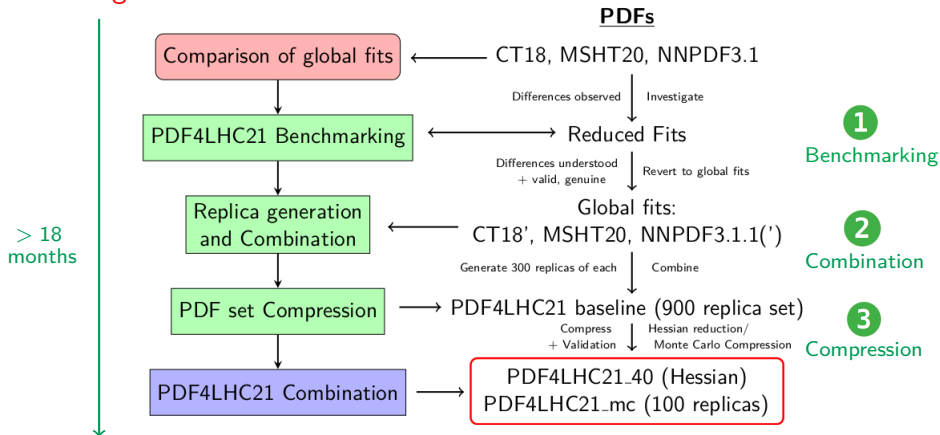 PDFs
Comparison of global fits
CT18, MSHT20, NNPDF3.1
Differences observed
Investigate
PDF4LHC21 Benchmarking
Reduced Fits
1
Benchmarking
Differences understood
+ valid, genuine
Revert to global fits
Replica generation
and Combination
Global fits:
CT18', MSHT20, NNPDF3.1.1(')
2
Combination
> 18
months
Generate 300 replicas of each
Combine
PDF set Compression
PDF4LHC21 baseline (900 replica set)
3
Compression
Compress
+ Validation
Hessian reduction/
Monte Carlo Compression
PDF4LHC21 Combination
PDF4LHC21_40 (Hessian)
PDF4LHC21_mc (100 replicas)